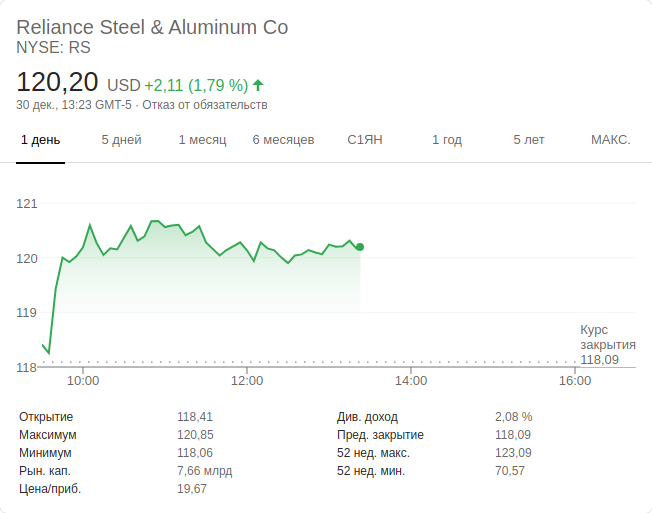 Reliance Steel & Aluminum Co
NYSE: RS
120,20 USD +2,11 (1,79 %)
30 дек., 13:23 GMT-5 · Отказ от обязательств
1 день 5 дней 1 месяц 6 месяцев С1ЯН 1 год 5 лет МАКС.
121
120
119
Курс
закрытия
118,09
118
10:00 12:00 14:00 16:00
Открытие 118,41 Див. доход 2,08 %
Максимум 120,85 Пред. закрытие 118,09
Минимум 118,06 52 нед. макс. 123,09
Рын. кап. 7,66 млрд 52 нед. мин. 70,57
Цена/приб. 19,67